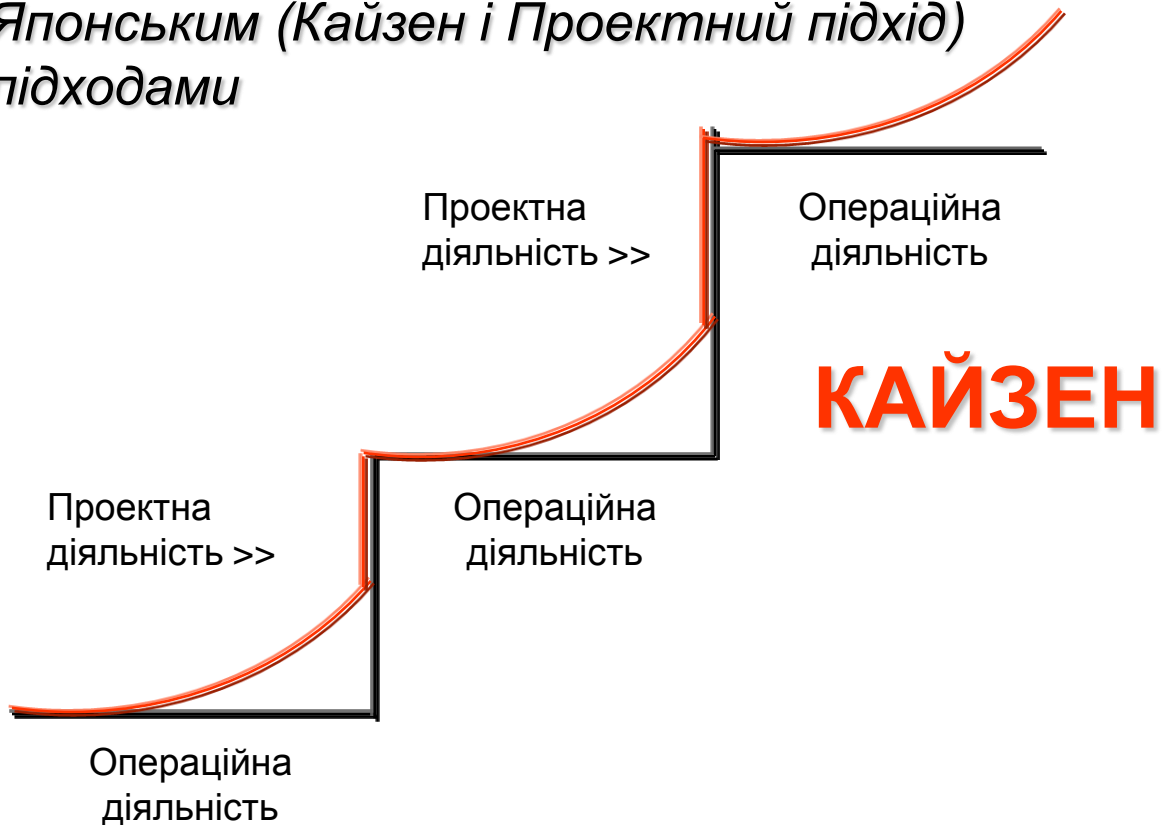 Японським (Кайзен і Проектний підхід)
підходами
Проектна
діяльність >>
Операційна
діяльність
КАЙЗЕН
Проектна
діяльність >>
Операційна
діяльність
Операційна
діяльність